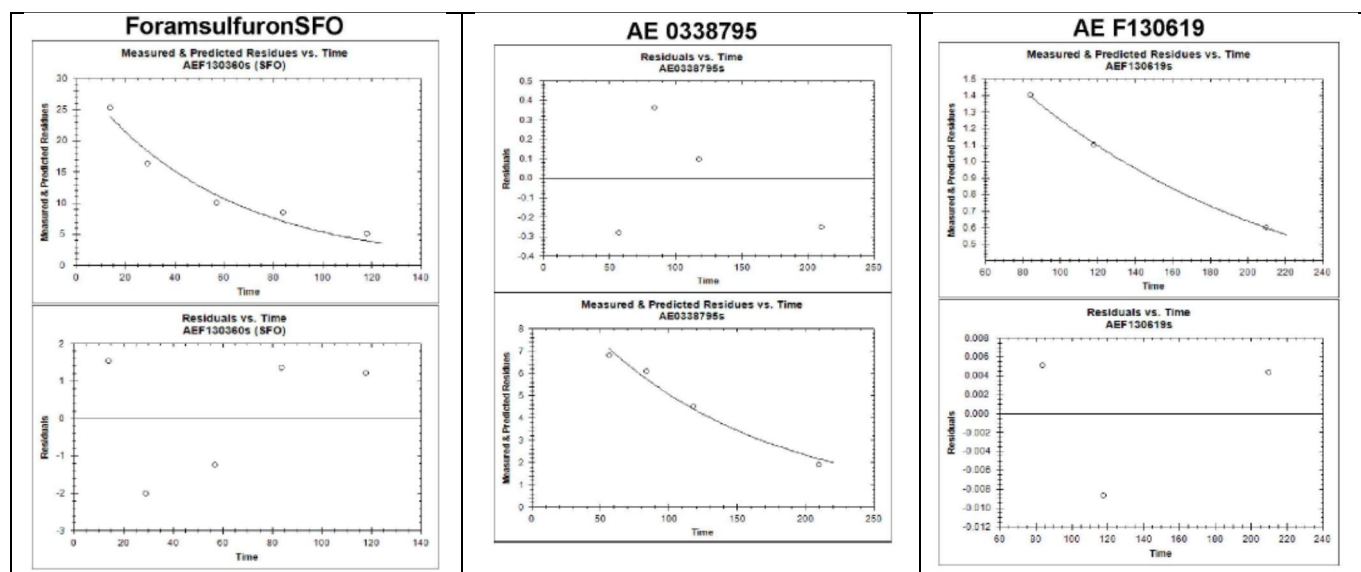 ForamsulfuronSFO
Measured & Predicted Residues vs. Time
AEF130360s (SFO)
Measured & Predicted Residues
30
25
20
15
10
5
0
0 20 40 60 80 100 120 140
Time
Residuals vs. Time
AEF130360s (SFO)
Residuals
2
1
0
-1
-2
-3
0 20 40 60 80 100 120 140
Time
AE 0338795
Residuals vs. Time
AE0338795s
Residuals
0.5
0.4
0.3
0.2
0.1
0.0
-0.1
-0.2
-0.3
-0.4
0 50 100 150 200 250
Time
Measured & Predicted Residues vs. Time
AE0338795s
Measured & Predicted Residues
8
7
6
5
4
3
2
1
0
0 50 100 150 200 250
Time
AE F130619
Measured & Predicted Residues vs. Time
AEF130619s
Measured & Predicted Residues
1.5
1.4
1.3
1.2
1.1
1.0
0.9
0.8
0.7
0.6
0.5
60 80 100 120 140 160 180 200 220 240
Time
Residuals vs. Time
AEF130619s
Residuals
0.008
0.006
0.004
0.002
0.000
-0.002
-0.004
-0.006
-0.008
-0.010
-0.012
60 80 100 120 140 160 180 200 220 240
Time